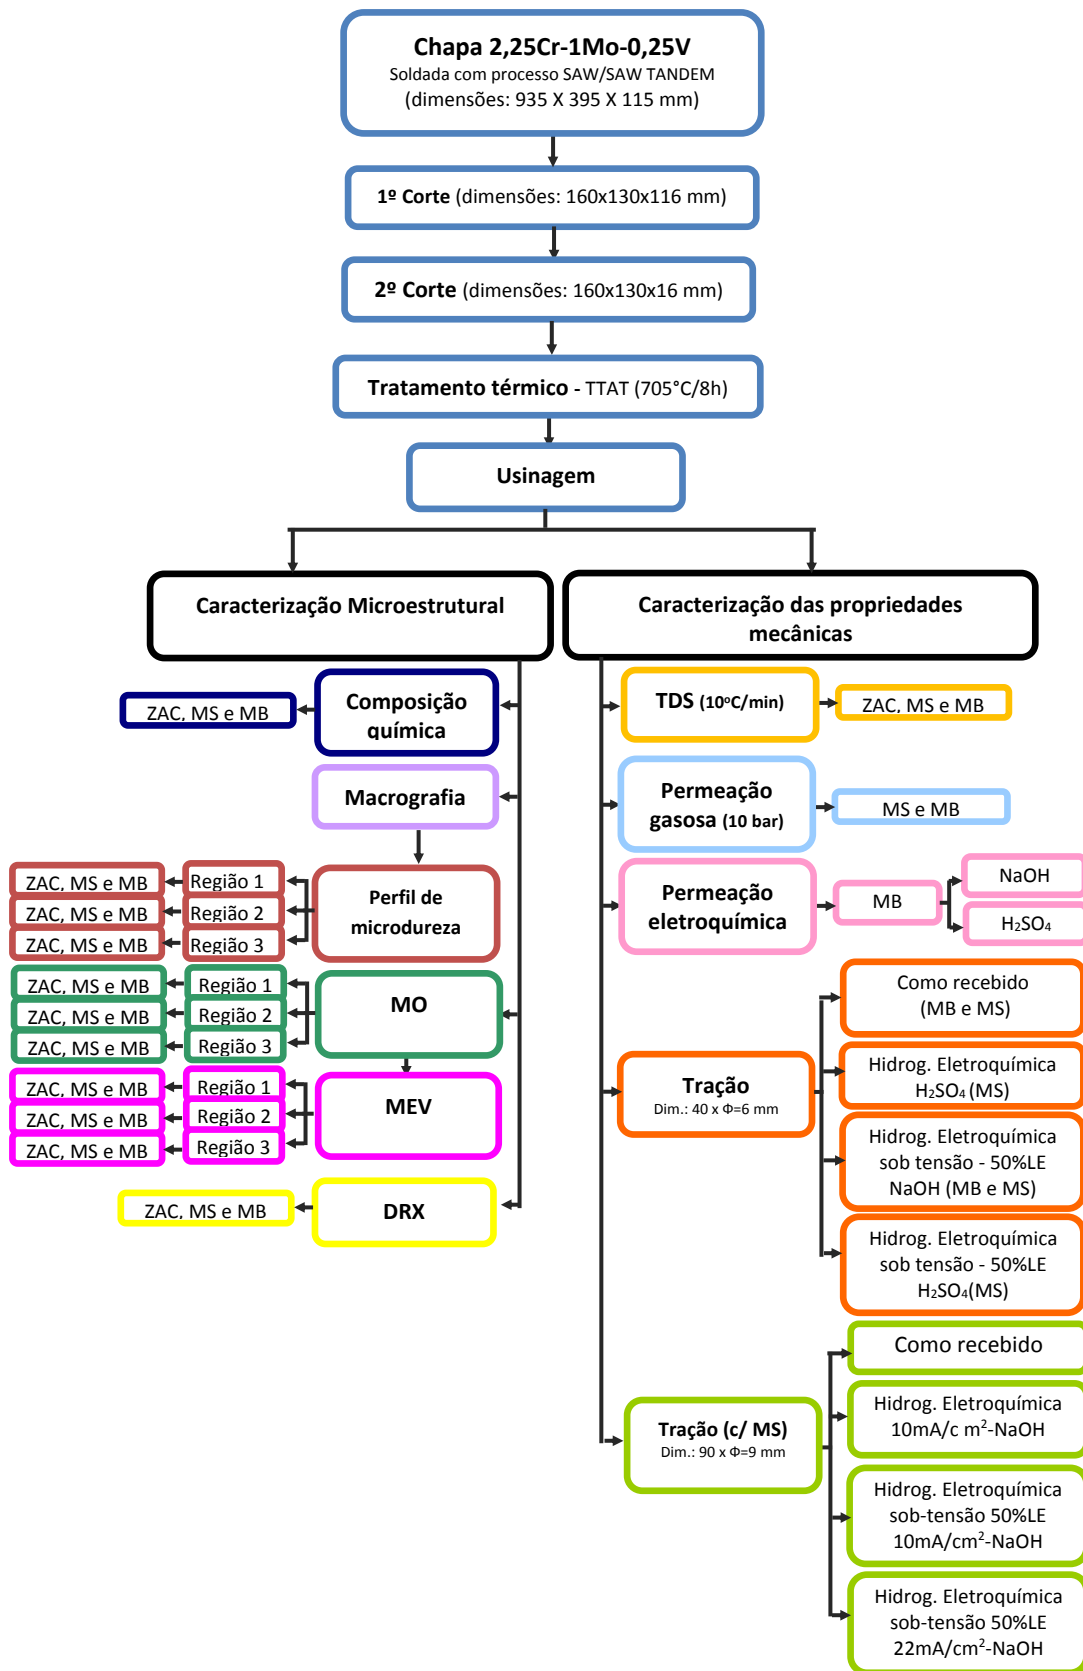 Chapa 2,25Cr-1Mo-0,25V
Soldada com processo SAW/SAW TANDEM
(dimensões: 935 X 395 X 115 mm)
1º Corte (dimensões: 160x130x116 mm)
2º Corte (dimensões: 160x130x16 mm)
Tratamento térmico - TTAT (705°C/8h)
Usinagem
Caracterização Microestrutural
Composição
química
ZAC, MS e MB
Macrografia
Perfil de
microdureza
Região 1
ZAC, MS e MB
Região 2
ZAC, MS e MB
Região 3
ZAC, MS e MB
MO
Região 1
ZAC, MS e MB
Região 2
ZAC, MS e MB
Região 3
ZAC, MS e MB
MEV
Região 1
ZAC, MS e MB
Região 2
ZAC, MS e MB
Região 3
ZAC, MS e MB
DRX
ZAC, MS e MB
Caracterização das propriedades
mecânicas
TDS (10ºC/min)
ZAC, MS e MB
Permeação
gasosa (10 bar)
MS e MB
Permeação
eletroquímica
MB
NaOH
H₂SO₄
Tração
Dim.: 40 x Φ=6 mm
Como recebido
(MB e MS)
Hidrog. Eletroquímica
H₂SO₄ (MS)
Hidrog. Eletroquímica
sob tensão - 50%LE
NaOH (MB e MS)
Hidrog. Eletroquímica
sob tensão - 50%LE
H₂SO₄(MS)
Tração (c/ MS)
Dim.: 90 x Φ=9 mm
Como recebido
Hidrog. Eletroquímica
10mA/c m²-NaOH
Hidrog. Eletroquímica
sob-tensão 50%LE
10mA/cm²-NaOH
Hidrog. Eletroquímica
sob-tensão 50%LE
22mA/cm²-NaOH